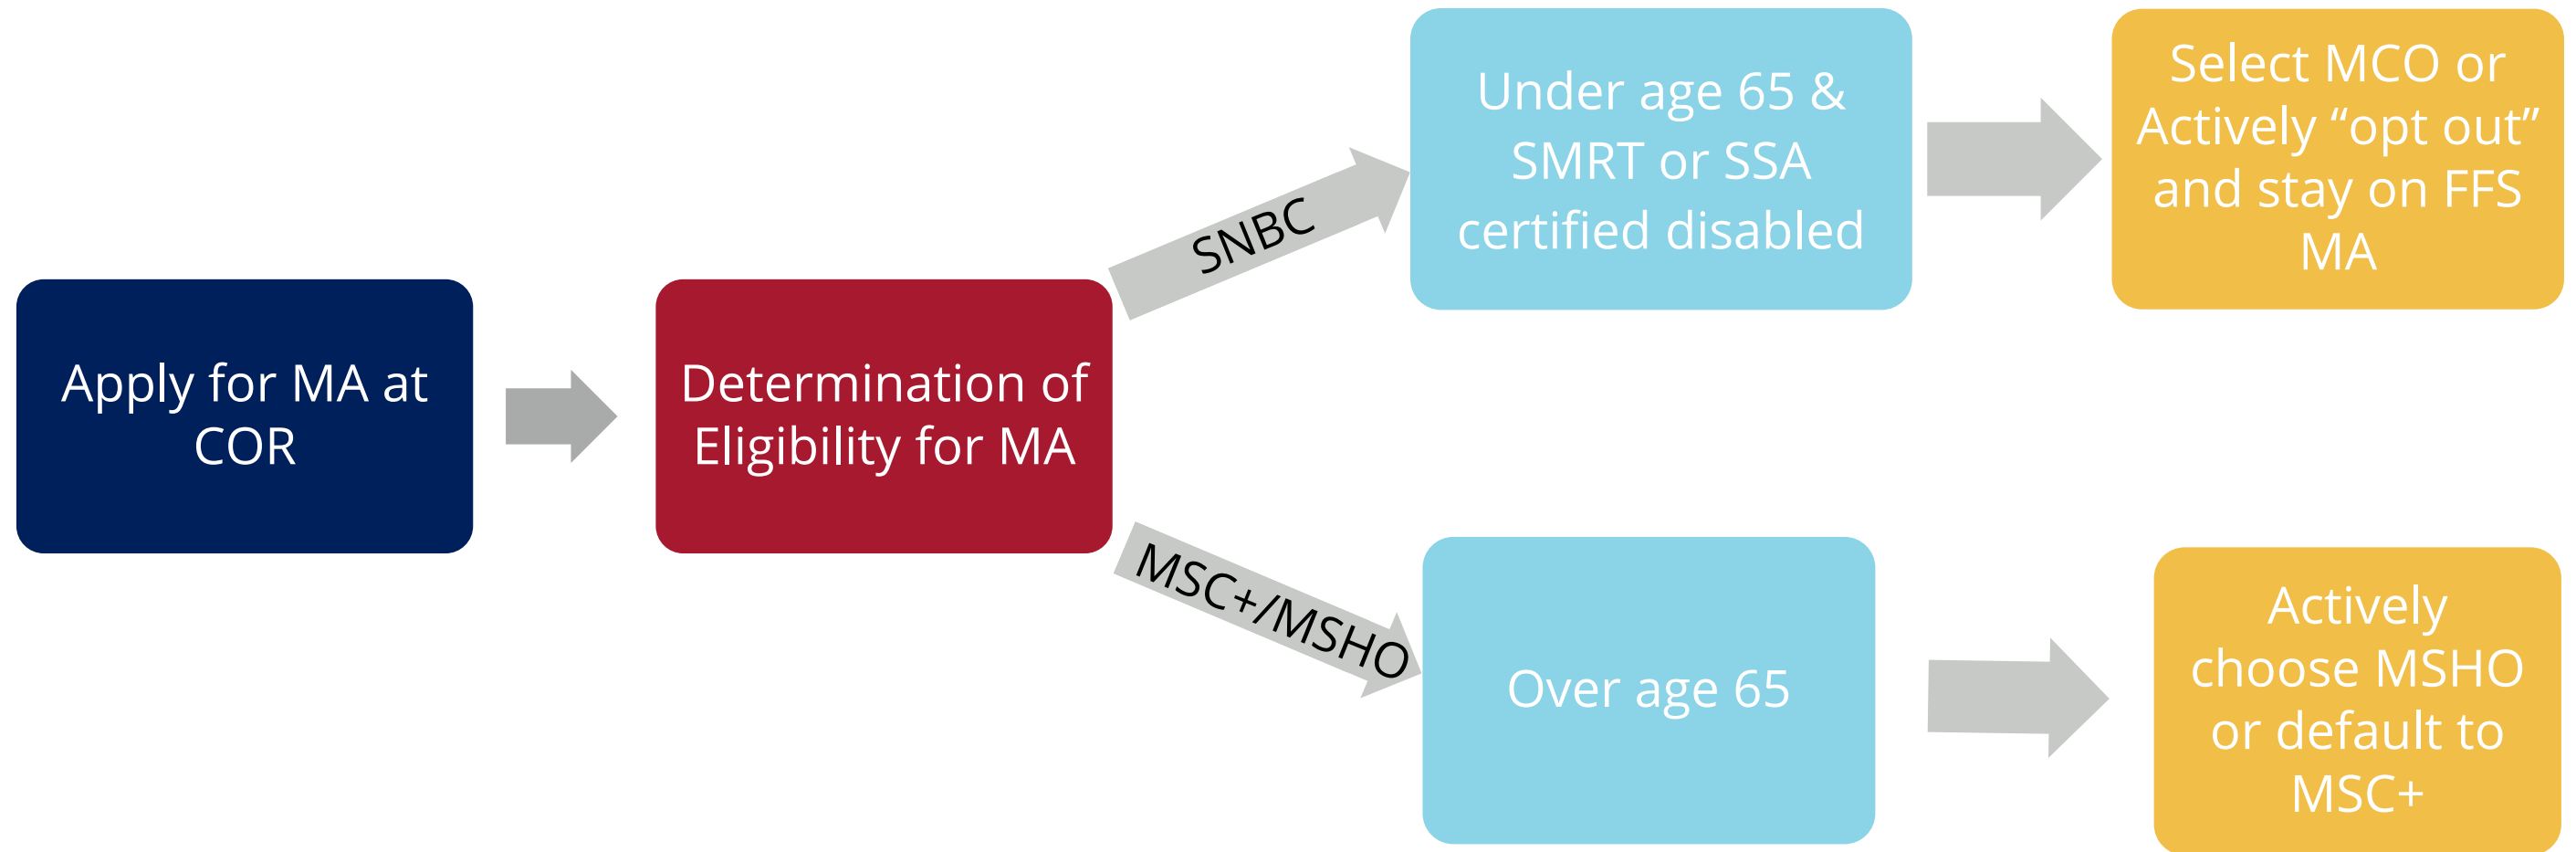 Apply for MA at
COR
Determination of
Eligibility for MA
SNBC
Under age 65 &
SMRT or SSA
certified disabled
Select MCO or
Actively “opt out”
and stay on FFS
MA
MSC+/MSHO
Over age 65
Actively
choose MSHO
or default to
MSC+